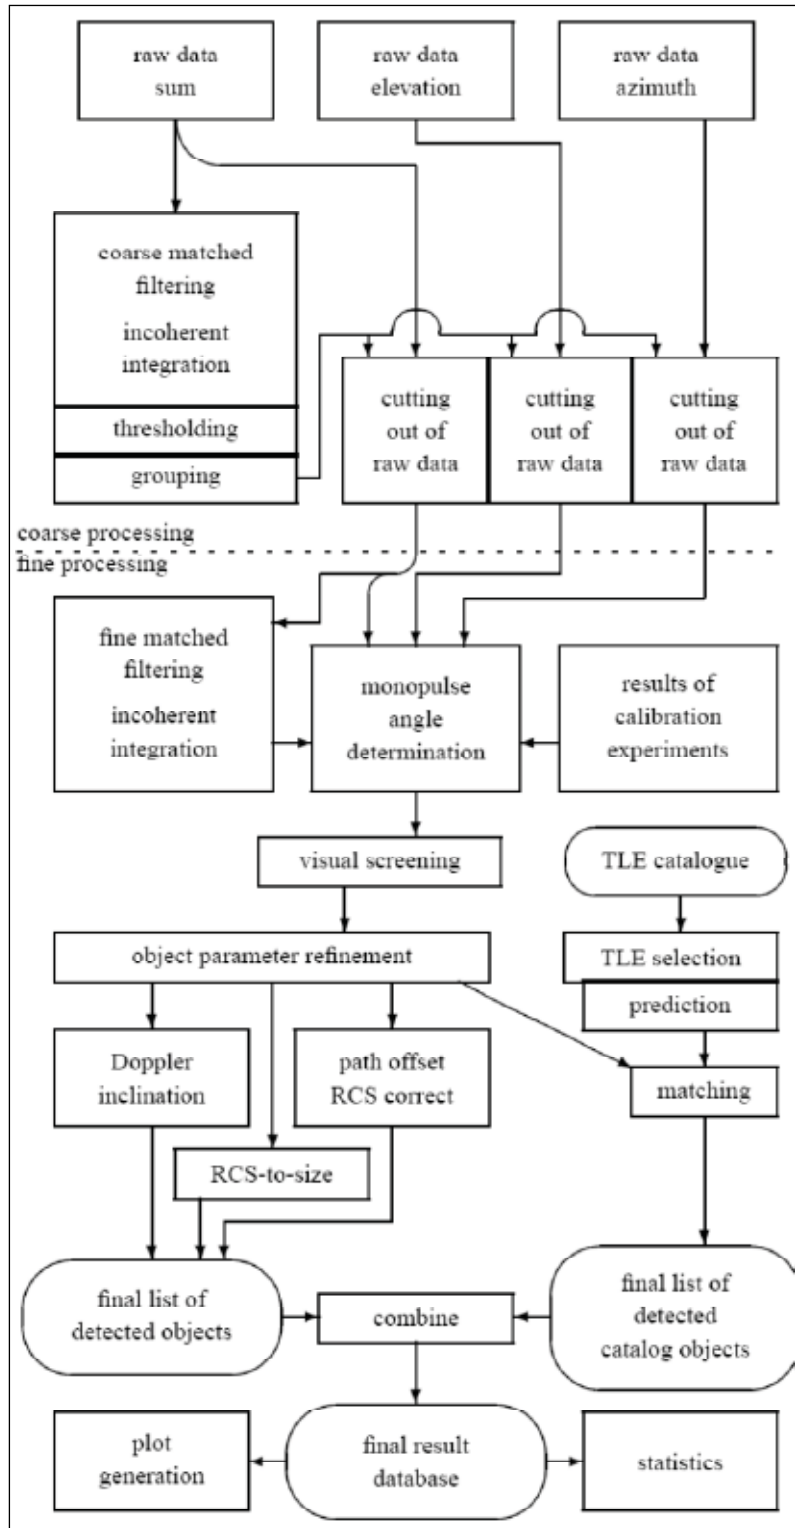 raw data
sum
raw data
elevation
raw data
azimuth
coarse matched
filtering
incoherent
integration
thresholding
grouping
cutting
out of
raw data
cutting
out of
raw data
cutting
out of
raw data
coarse processing
fine processing
fine matched
filtering
incoherent
integration
monopulse
angle
determination
results of
calibration
experiments
visual screening
TLE catalogue
object parameter refinement
TLE selection
prediction
Doppler
inclination
path offset
RCS correct
matching
RCS-to-size
final list of
detected objects
combine
final list of
detected
catalog objects
plot
generation
final result
database
statistics